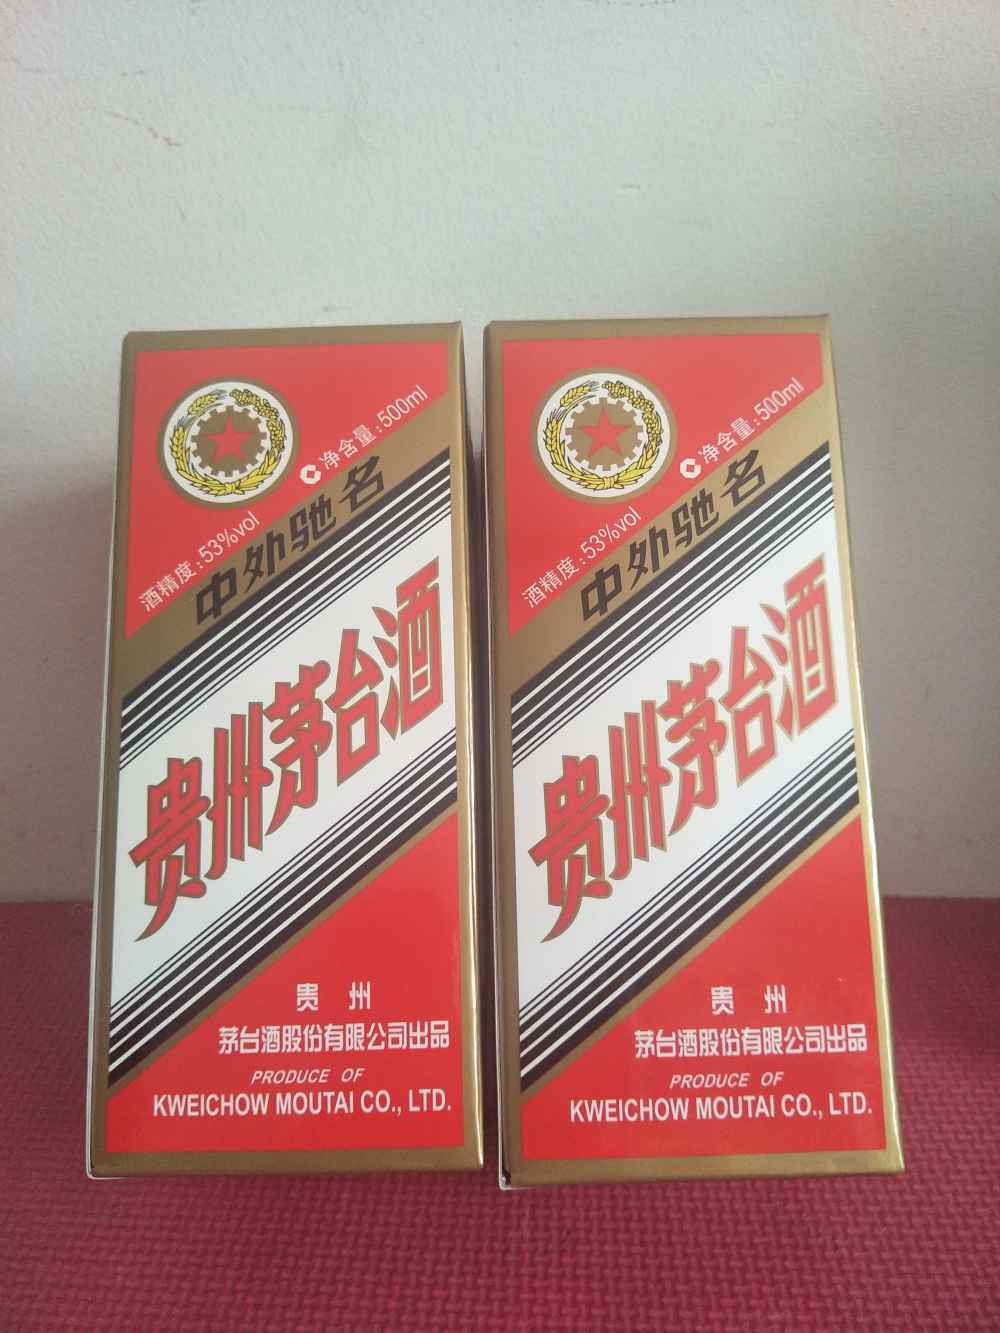 净含量:500ml
酒精度:53%vol
中外驰名
贵州茅台酒
贵州
茅台酒股份有限公司出品
PRODUCE OF
KWEICHOW MOUTAI CO., LTD.
净含量:500ml
酒精度:53%vol
中外驰名
贵州茅台酒
贵州
茅台酒股份有限公司出品
PRODUCE OF
KWEICHOW MOUTAI CO., LTD.